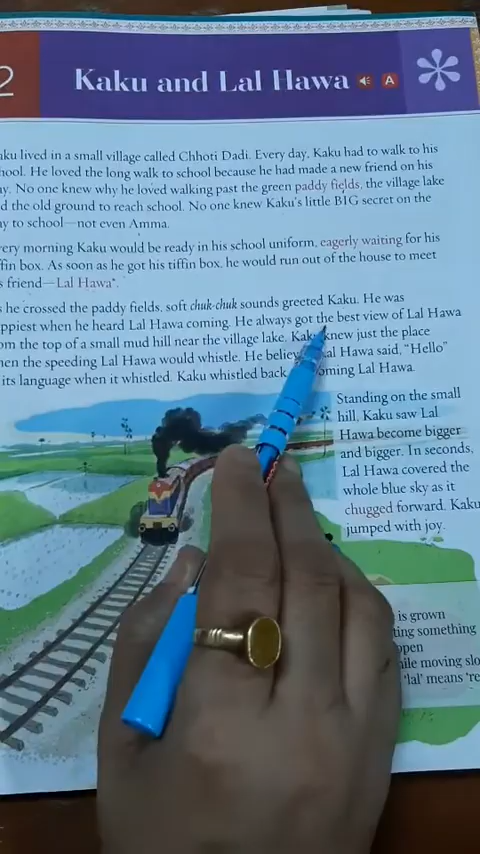 2
Kaku and Lal Hawa
A
aku lived in a small village called Chhoti Dadi. Every day, Kaku had to walk to his
hool. He loved the long walk to school because he had made a new friend on his
y. No one knew why he loved walking past the green paddy fields, the village lake
d the old ground to reach school. No one knew Kaku's little BIG secret on the
y to school—not even Amma.
ery morning Kaku would be ready in his school uniform, eagerly waiting for his
fin box. As soon as he got his tiffin box, he would run out of the house to meet
s friend—Lal Hawa*.
s he crossed the paddy fields, soft chuk-chuk sounds greeted Kaku. He was
ppiest when he heard Lal Hawa coming. He always got the best view of Lal Hawa
om the top of a small mud hill near the village lake. knew just the place
hen the speeding Lal Hawa would whistle. He Hawa said, "Hello"
its language when it whistled. Kaku whistled back Lal Hawa.
Standing on the small
hill, Kaku saw Lal
Hawa become bigger
and bigger. In seconds,
Lal Hawa covered the
whole blue sky as it
chugged forward. Kaku
jumped with joy.
is grown
ting something
open
ile moving slo
'lal' means 're